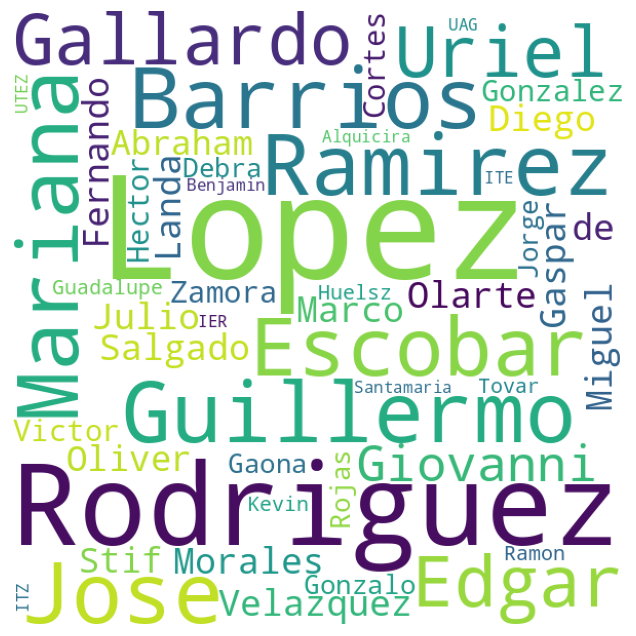 Gallardo
Cortes
UAG
Uriel
UTEZ
Mariana
Fernando
Barrios
Gonzalez
Diego
Abraham
Alquicira
Ramirez
Hector
Landa
Debra
Benjamin
ITE
Lopez
Jorge
Gaspar
de
Guadalupe
Zamora
Huelsz
Olarte
Miguel
Julio
IER
Marco
Salgado
Escobar
Santamaria
Tovar
Guillermo
Victor
Oliver
Gaona
Rojas
Giovanni
Rodriguez
Kevin
Stif
Morales
Ramon
ITZ
Jose
Gonzalo
Velazquez
Edgar